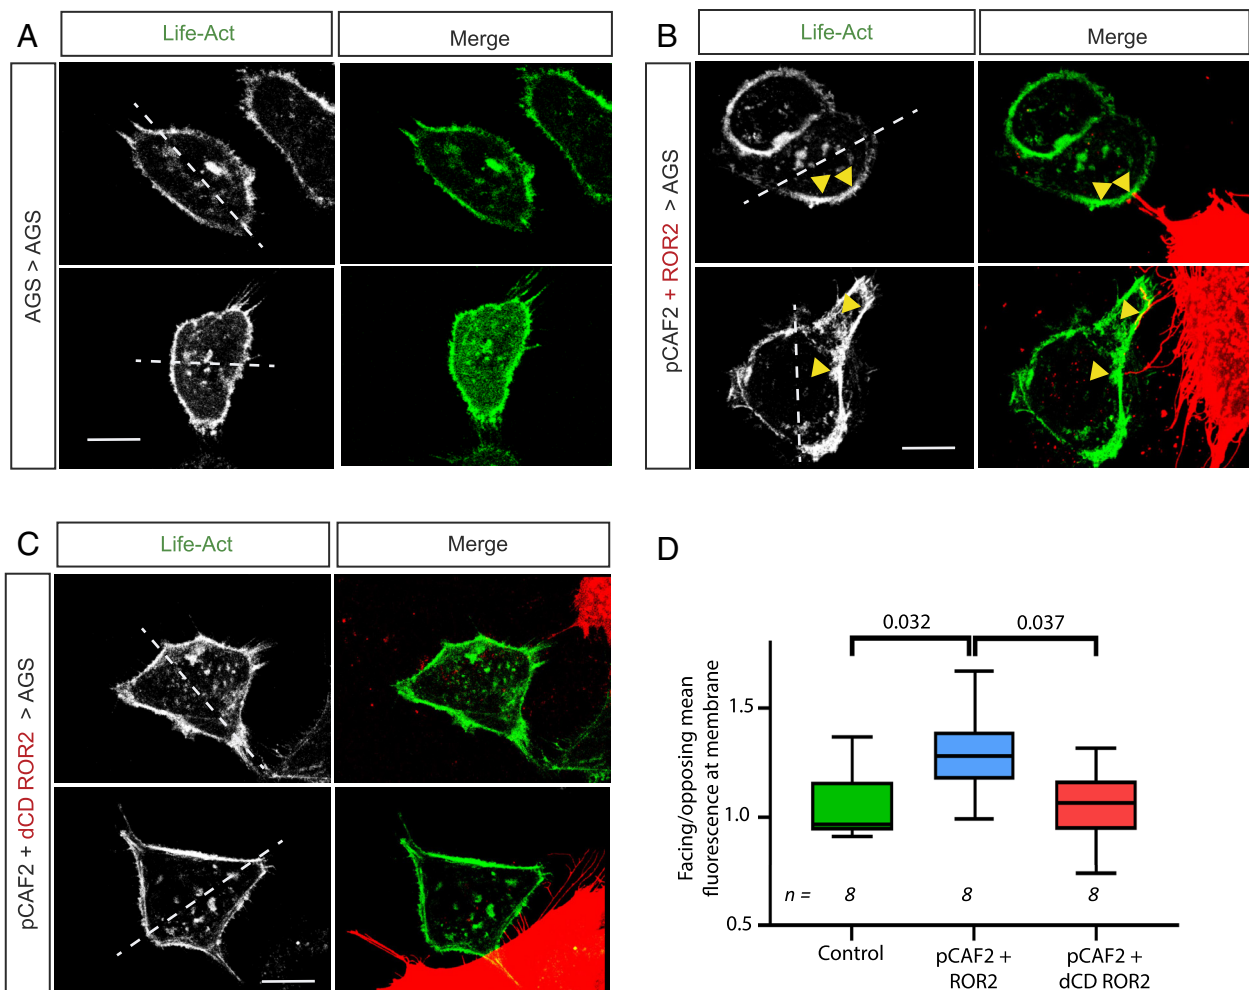 A
Life-Act
Merge
AGS > AGS
B
Life-Act
Merge
pCAF2 + ROR2 > AGS
C
Life-Act
Merge
pCAF2 + dCD ROR2 > AGS
D
0.032
0.037
Facing/opposing mean
fluorescence at membrane
1.5
1.0
0.5
n = 8 8 8
Control
pCAF2 +
ROR2
pCAF2 +
dCD ROR2